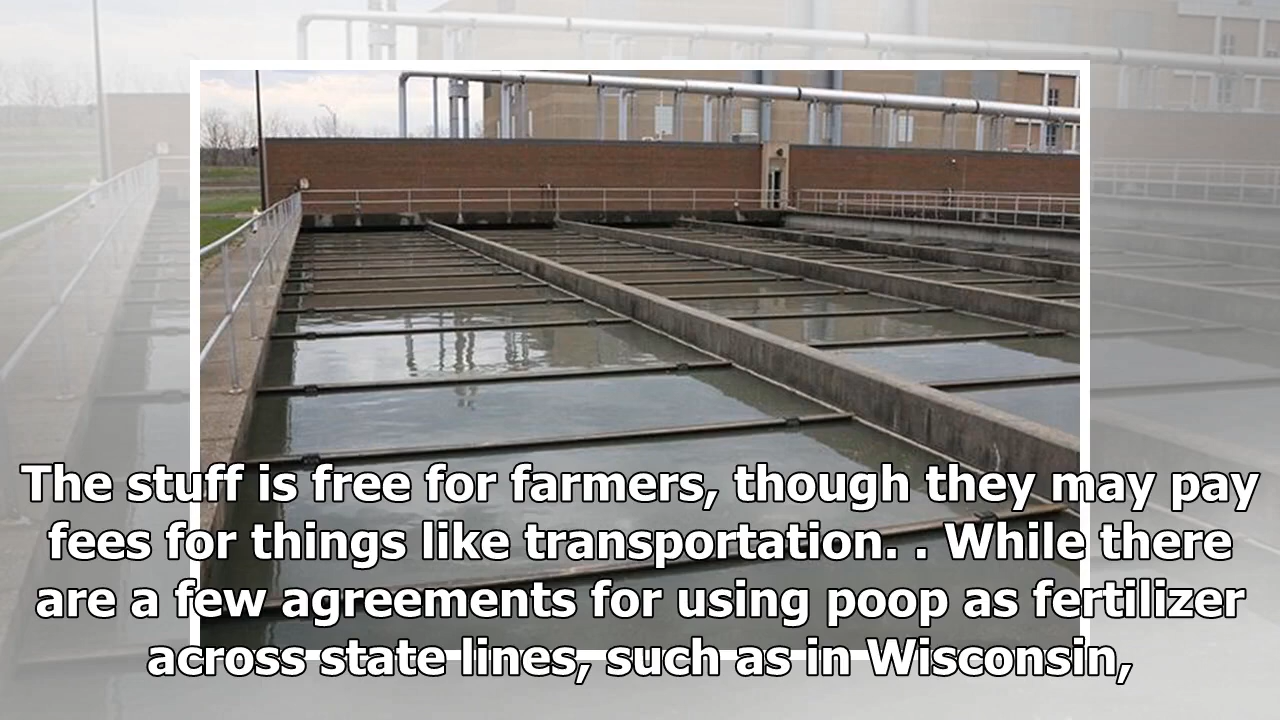 The stuff is free for farmers, though they may pay
fees for things like transportation. . While there
are a few agreements for using poop as fertilizer
across state lines, such as in Wisconsin,